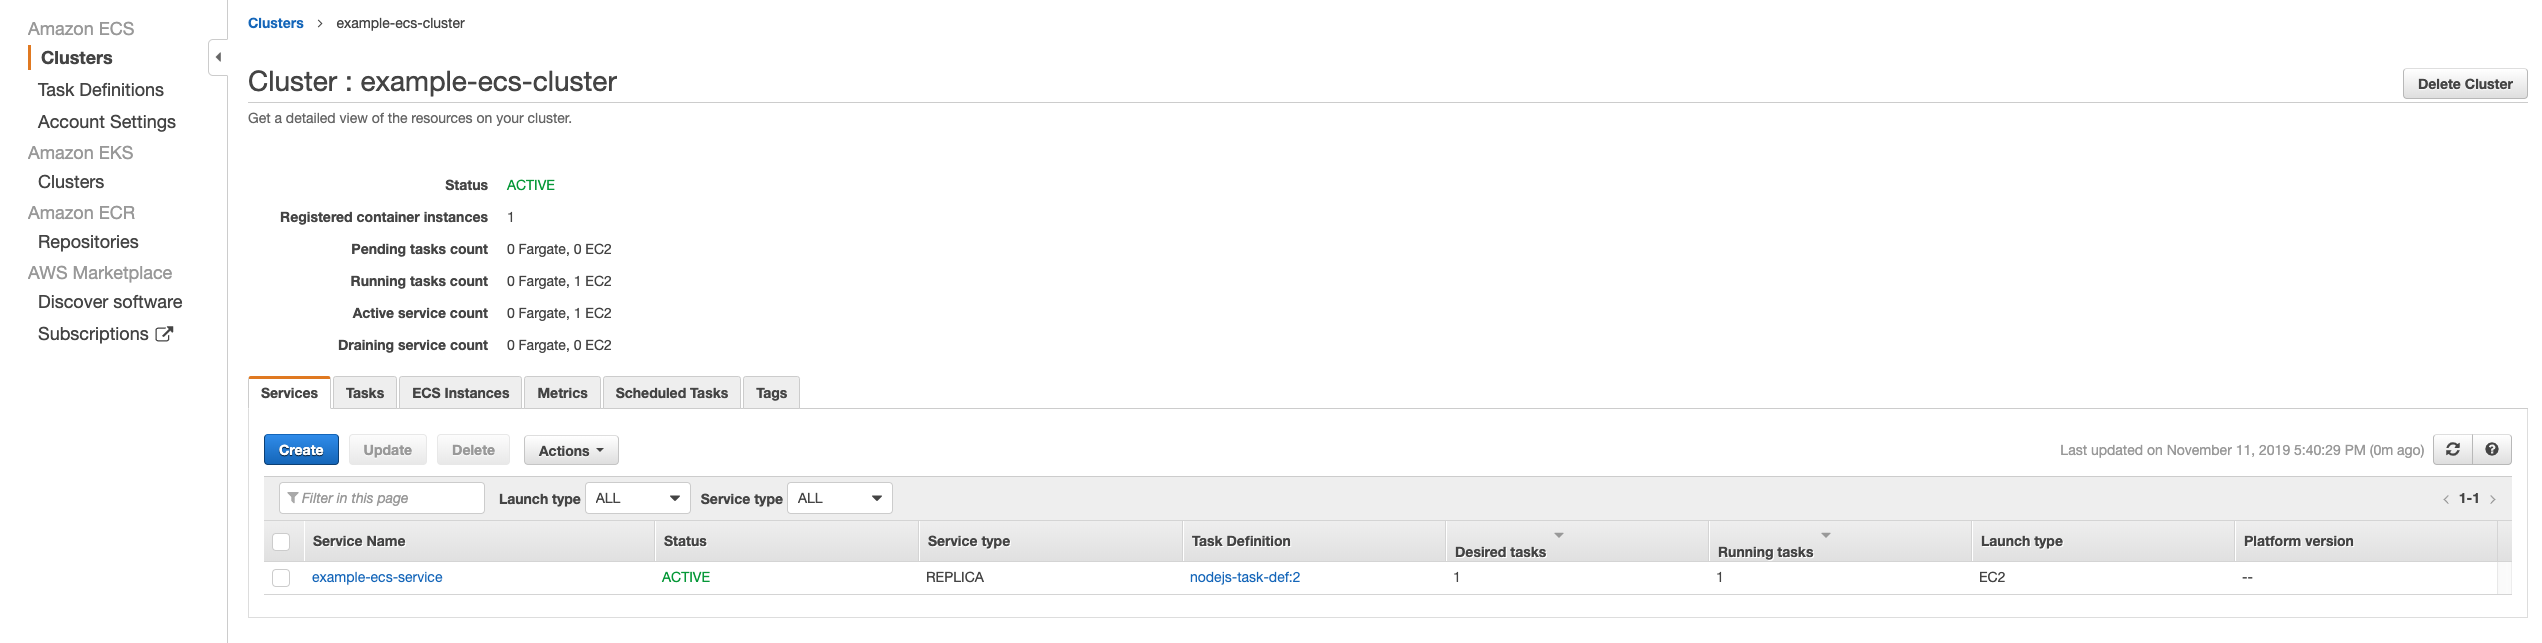 Amazon ECS
Clusters
Task Definitions
Account Settings
Amazon EKS
Clusters
Amazon ECR
Repositories
AWS Marketplace
Discover software
Subscriptions
Clusters > example-ecs-cluster
Cluster : example-ecs-cluster
Delete Cluster
Get a detailed view of the resources on your cluster.
Status ACTIVE
Registered container instances 1
Pending tasks count 0 Fargate, 0 EC2
Running tasks count 0 Fargate, 1 EC2
Active service count 0 Fargate, 1 EC2
Draining service count 0 Fargate, 0 EC2
Services Tasks ECS Instances Metrics Scheduled Tasks Tags
Create Update Delete Actions Last updated on November 11, 2019 5:40:29 PM (0m ago)
Filter in this page Launch type ALL Service type ALL < 1-1 >
Service Name Status Service type Task Definition Desired tasks Running tasks Launch type Platform version
example-ecs-service ACTIVE REPLICA nodejs-task-def:2 1 1 EC2 --